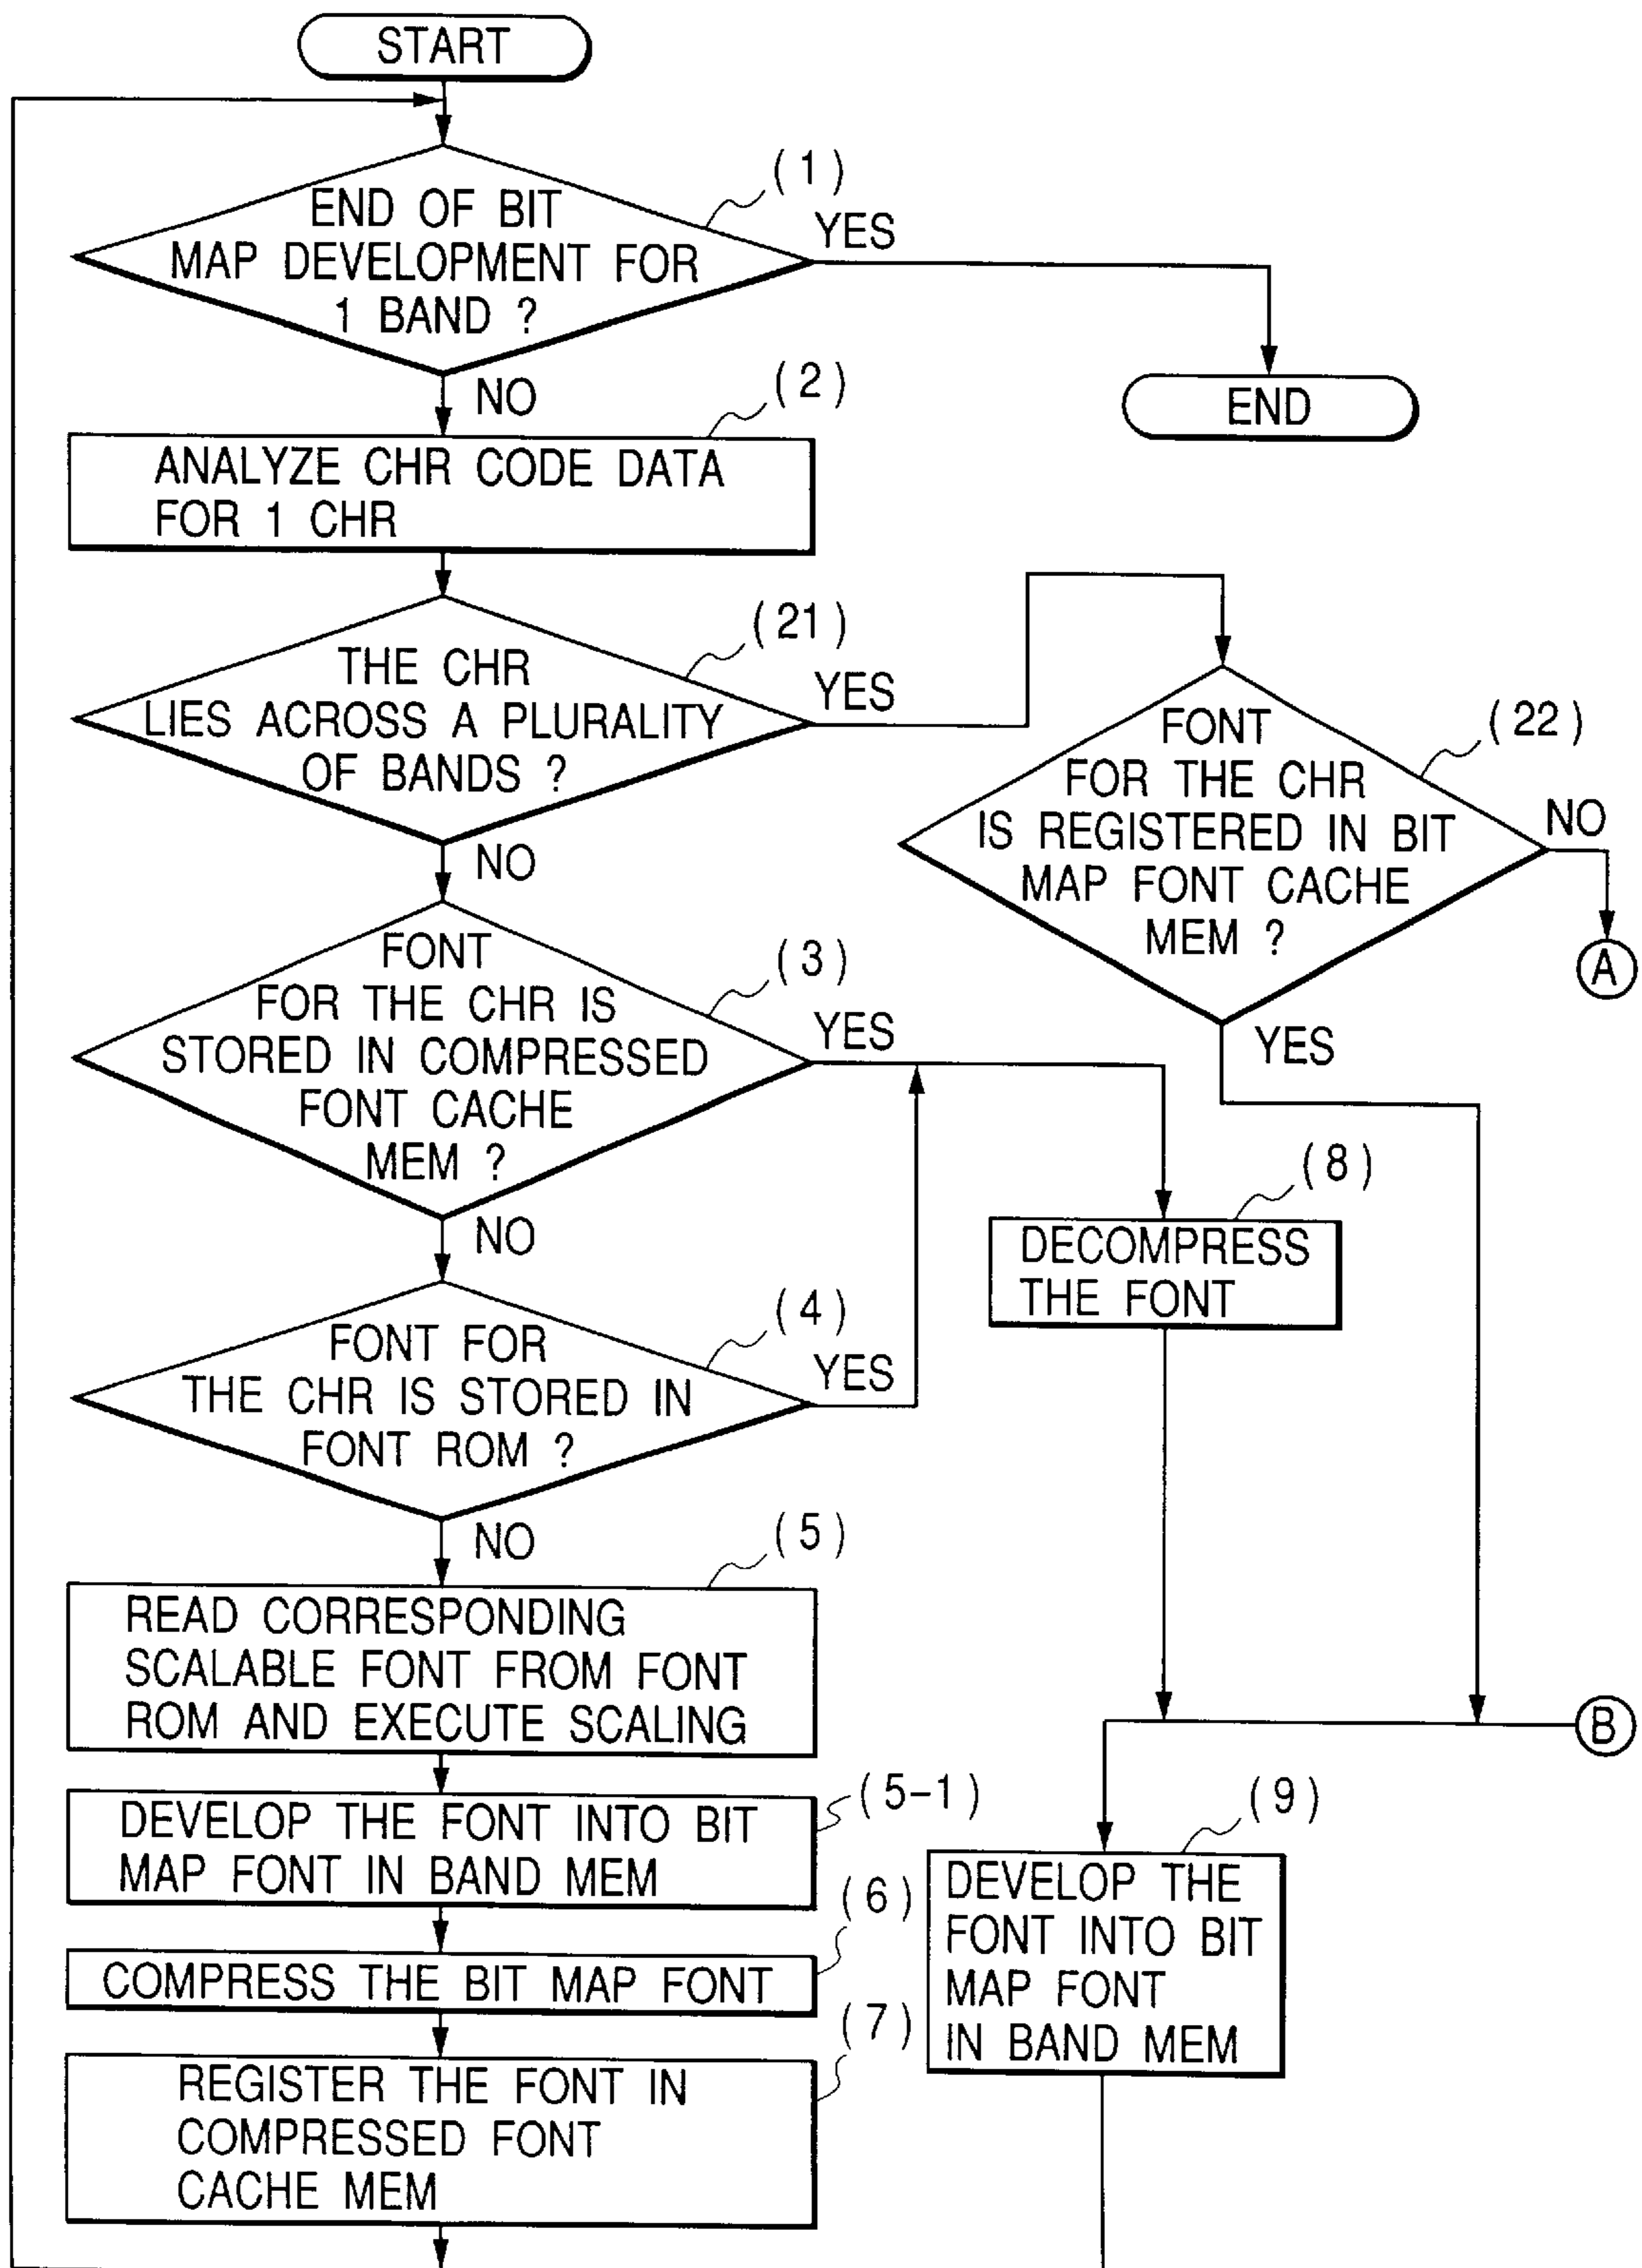 START
(1)
END OF BIT
MAP DEVELOPMENT FOR
1 BAND ?
YES
NO
END
(2)
ANALYZE CHR CODE DATA
FOR 1 CHR
(21)
THE CHR
LIES ACROSS A PLURALITY
OF BANDS ?
YES
NO
(22)
FONT
FOR THE CHR
IS REGISTERED IN BIT
MAP FONT CACHE
MEM ?
NO
A
YES
(3)
FONT
FOR THE CHR IS
STORED IN COMPRESSED
FONT CACHE
MEM ?
YES
NO
(8)
DECOMPRESS
THE FONT
(4)
FONT FOR
THE CHR IS STORED IN
FONT ROM ?
YES
NO
(5)
READ CORRESPONDING
SCALABLE FONT FROM FONT
ROM AND EXECUTE SCALING
B
(5-1)
DEVELOP THE FONT INTO BIT
MAP FONT IN BAND MEM
(6)
COMPRESS THE BIT MAP FONT
(7)
REGISTER THE FONT IN
COMPRESSED FONT
CACHE MEM
(9)
DEVELOP THE
FONT INTO BIT
MAP FONT
IN BAND MEM